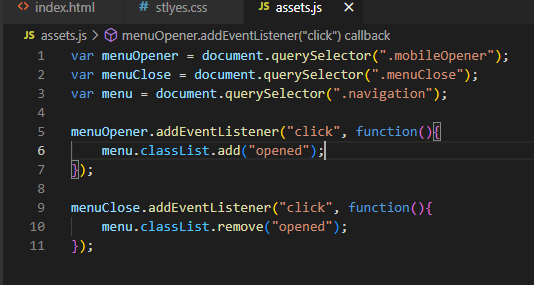 index.html # stlyes.css JS assets.js ×
JS assets.js > menuOpener.addEventListener("click") callback
1 var menuOpener = document.querySelector(".mobileOpener");
2 var menuClose = document.querySelector(".menuClose");
3 var menu = document.querySelector(".navigation");
4
5 menuOpener.addEventListener("click", function(){
6 menu.classList.add("opened");
7 });
8
9 menuClose.addEventListener("click", function(){
10 menu.classList.remove("opened");
11 });